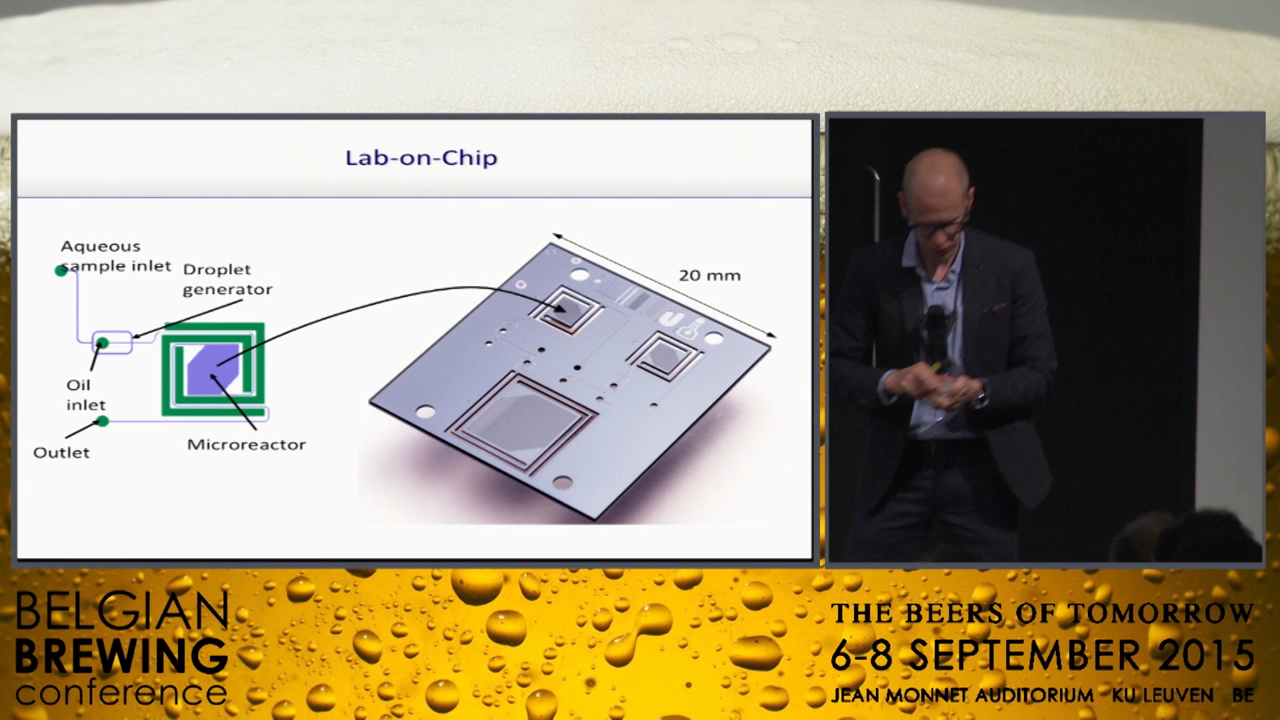 Lab-on-Chip
Aqueous
sample inlet
Droplet
generator
20 mm
Oil
inlet
Outlet
Microreactor
BELGIAN
BREWING
conference
THE BEERS OF TOMORROW
6-8 SEPTEMBER 2015
JEAN MONNET AUDITORIUM KU LEUVEN BE